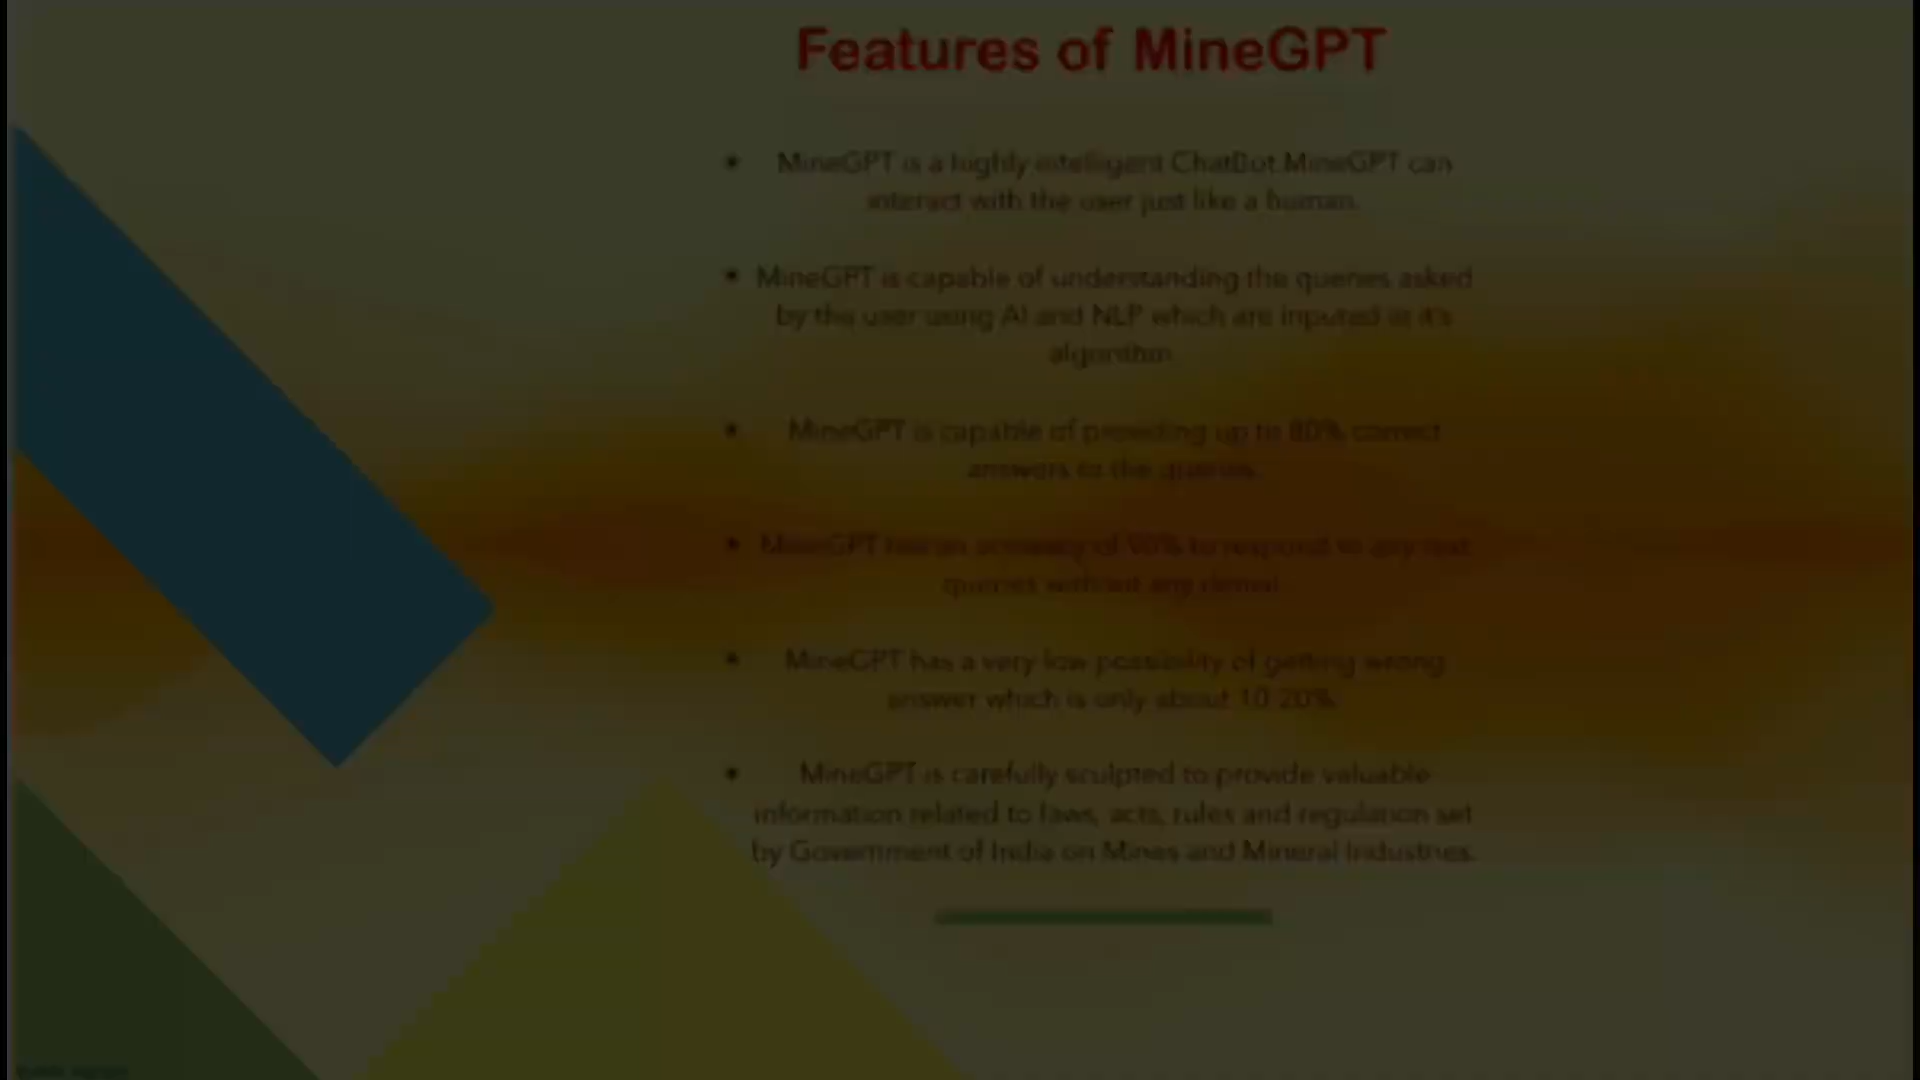 Features of MineGPT
• MineGPT is a highly intelligent ChatBot.MineGPT can
interact with the user just like a human.
• MineGPT is capable of understanding the queries asked
by the user using AI and NLP which are inputed in it's
algorithm.
• MineGPT is capable of providing up to 80% correct
answers to the queries.
• MineGPT has an accuracy of 90% to respond to any text
queries without any denial.
• MineGPT has a very low possibility of getting wrong
answer which is only about 10-20%.
• MineGPT is carefully sculpted to provide valuable
information related to laws, acts, rules and regulation set
by Government of India on Mines and Mineral Industries.